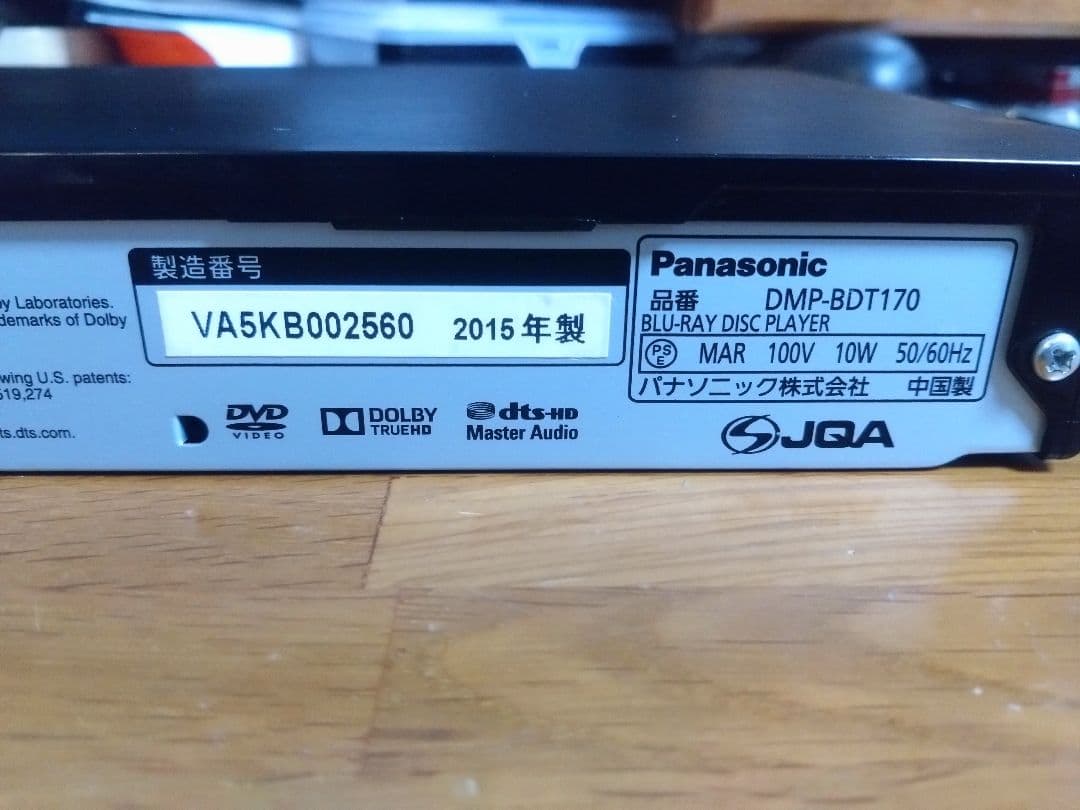 by Laboratories.
demarks of Dolby
wing U.S. patents:
519,274
ts.dts.com.
製造番号
VA5KB002560 2015年製
DVD
VIDEO
DOLBY
TRUEHD
dts-HD
Master Audio
Panasonic
品番 DMP-BDT170
BLU-RAY DISC PLAYER
PS
E
MAR 100V 10W 50/60Hz
パナソニック株式会社 中国製
JQA